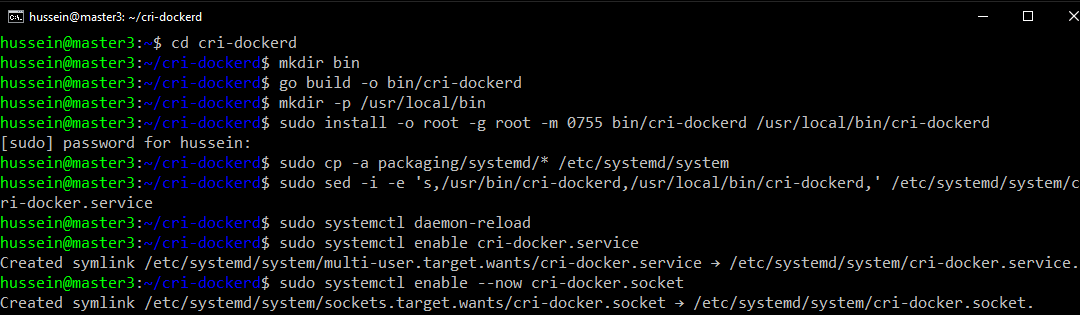 hussein@master3: ~/cri-dockerd
hussein@master3:~$ cd cri-dockerd
hussein@master3:~/cri-dockerd$ mkdir bin
hussein@master3:~/cri-dockerd$ go build -o bin/cri-dockerd
hussein@master3:~/cri-dockerd$ mkdir -p /usr/local/bin
hussein@master3:~/cri-dockerd$ sudo install -o root -g root -m 0755 bin/cri-dockerd /usr/local/bin/cri-dockerd
[sudo] password for hussein:
hussein@master3:~/cri-dockerd$ sudo cp -a packaging/systemd/* /etc/systemd/system
hussein@master3:~/cri-dockerd$ sudo sed -i -e 's,/usr/bin/cri-dockerd,/usr/local/bin/cri-dockerd,' /etc/systemd/system/c
ri-docker.service
hussein@master3:~/cri-dockerd$ sudo systemctl daemon-reload
hussein@master3:~/cri-dockerd$ sudo systemctl enable cri-docker.service
Created symlink /etc/systemd/system/multi-user.target.wants/cri-docker.service → /etc/systemd/system/cri-docker.service.
hussein@master3:~/cri-dockerd$ sudo systemctl enable --now cri-docker.socket
Created symlink /etc/systemd/system/sockets.target.wants/cri-docker.socket → /etc/systemd/system/cri-docker.socket.